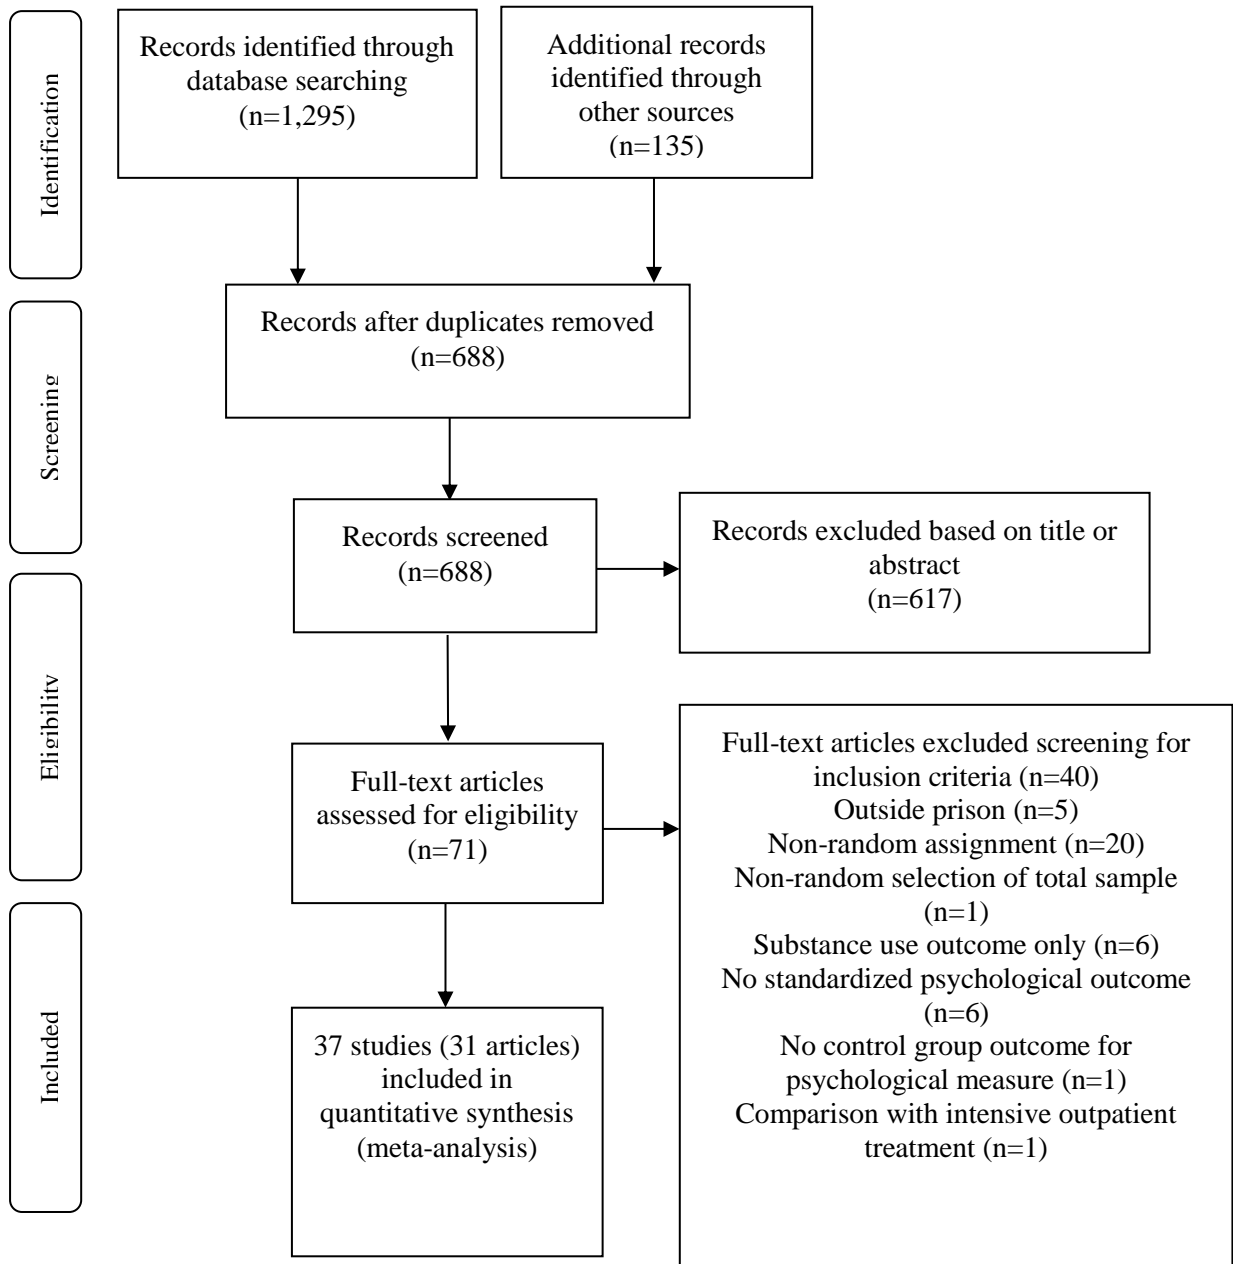 Identification
Records identified through
database searching
(n=1,295)
Additional records
identified through
other sources
(n=135)
Screening
Records after duplicates removed
(n=688)
Records screened
(n=688)
Records excluded based on title or
abstract
(n=617)
Eligibility
Full-text articles
assessed for eligibility
(n=71)
Full-text articles excluded screening for
inclusion criteria (n=40)
Outside prison (n=5)
Non-random assignment (n=20)
Non-random selection of total sample
(n=1)
Substance use outcome only (n=6)
No standardized psychological outcome
(n=6)
No control group outcome for
psychological measure (n=1)
Comparison with intensive outpatient
treatment (n=1)
Included
37 studies (31 articles)
included in
quantitative synthesis
(meta-analysis)